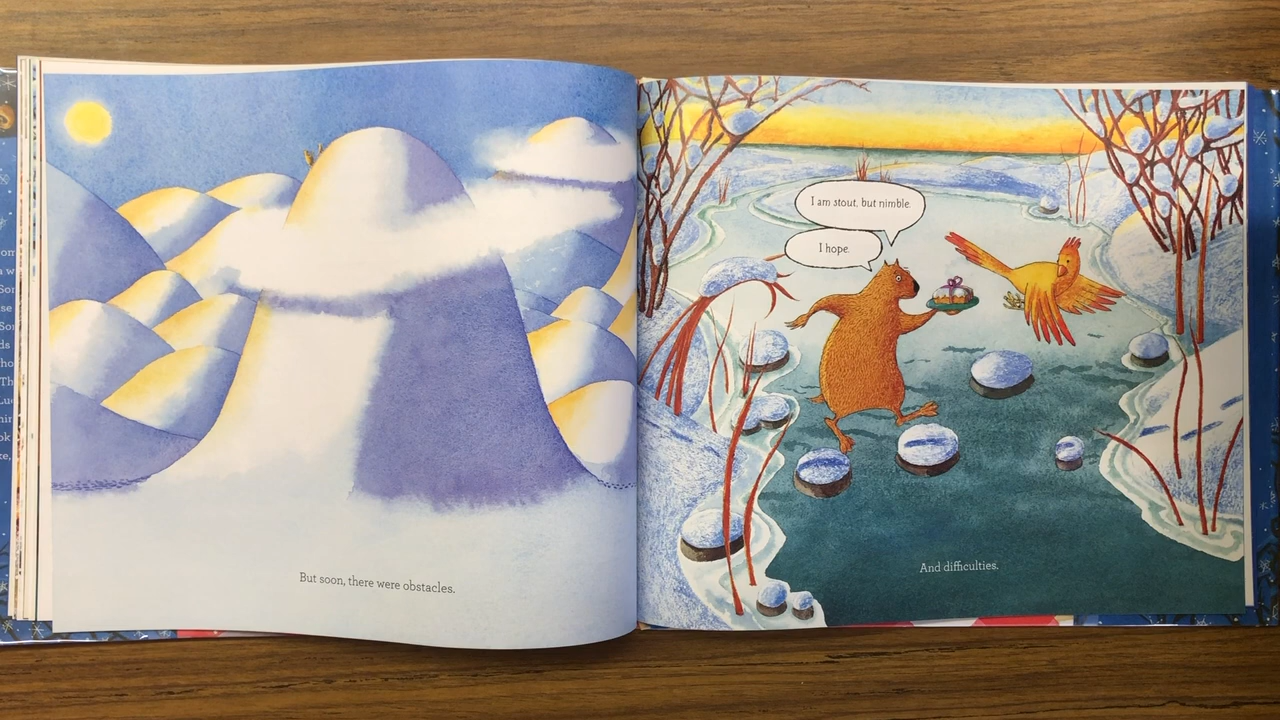 But soon, there were obstacles.
I am stout, but nimble.
I hope.
And difficulties.